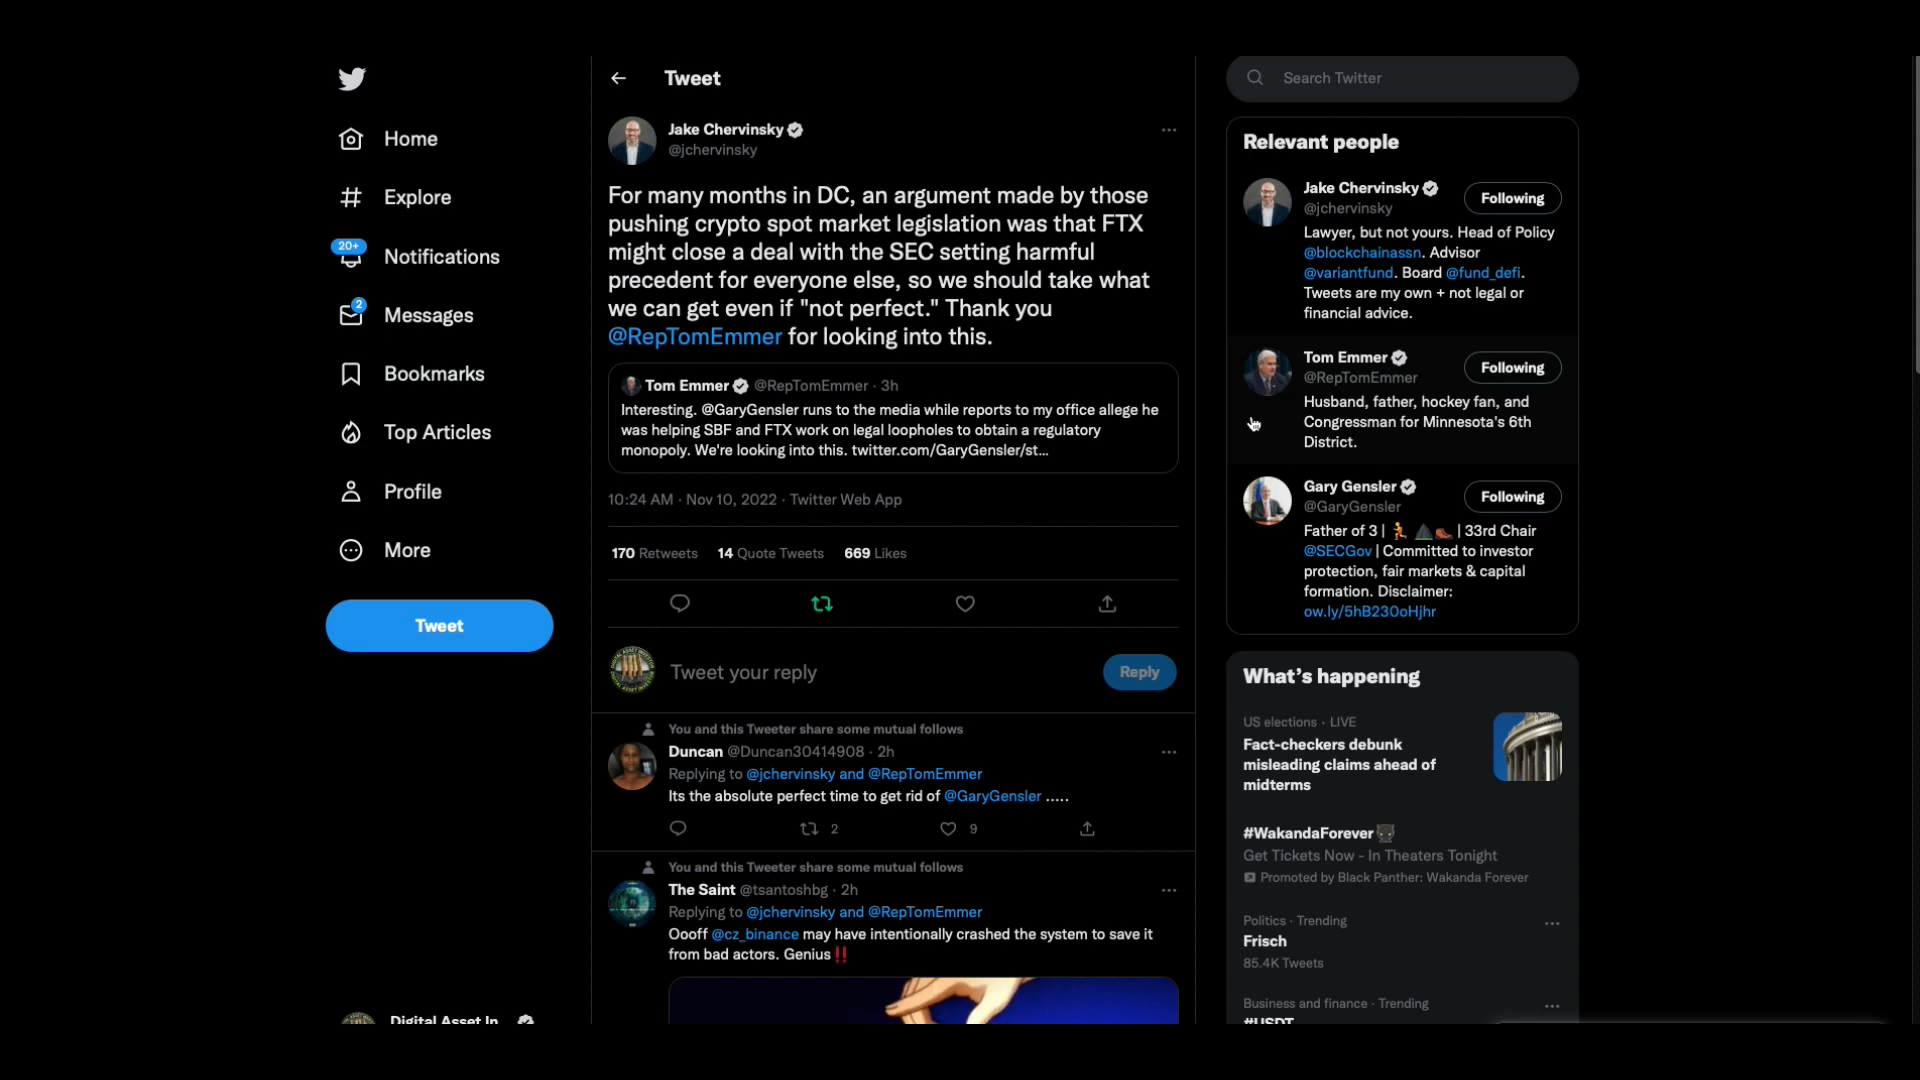 Home
Explore
20+
Notifications
2
Messages
Bookmarks
Top Articles
Profile
More
Tweet
Digital Asset In
Tweet
Jake Chervinsky
@jchervinsky
For many months in DC, an argument made by those
pushing crypto spot market legislation was that FTX
might close a deal with the SEC setting harmful
precedent for everyone else, so we should take what
we can get even if "not perfect." Thank you
@RepTomEmmer for looking into this.
Tom Emmer @RepTomEmmer · 3h
Interesting. @GaryGensler runs to the media while reports to my office allege he
was helping SBF and FTX work on legal loopholes to obtain a regulatory
monopoly. We're looking into this. twitter.com/GaryGensler/st...
10:24 AM · Nov 10, 2022 · Twitter Web App
170 Retweets 14 Quote Tweets 669 Likes
Tweet your reply
Reply
You and this Tweeter share some mutual follows
Duncan @Duncan30414908 · 2h
Replying to @jchervinsky and @RepTomEmmer
Its the absolute perfect time to get rid of @GaryGensler .....
2 9
You and this Tweeter share some mutual follows
The Saint @tsantoshbg · 2h
Replying to @jchervinsky and @RepTomEmmer
Oooff @cz_binance may have intentionally crashed the system to save it
from bad actors. Genius‼
Search Twitter
Relevant people
Jake Chervinsky
@jchervinsky
Following
Lawyer, but not yours. Head of Policy
@blockchainassn. Advisor
@variantfund. Board @fund_defi.
Tweets are my own + not legal or
financial advice.
Tom Emmer
@RepTomEmmer
Following
Husband, father, hockey fan, and
Congressman for Minnesota's 6th
District.
Gary Gensler
@GaryGensler
Following
Father of 3 | 🏃 ⛰🥾 | 33rd Chair
@SECGov | Committed to investor
protection, fair markets & capital
formation. Disclaimer:
ow.ly/5hB230oHjhr
What's happening
US elections · LIVE
Fact-checkers debunk
misleading claims ahead of
midterms
#WakandaForever
Get Tickets Now - In Theaters Tonight
Promoted by Black Panther: Wakanda Forever
Politics · Trending
Frisch
85.4K Tweets
Business and finance · Trending
#USDT